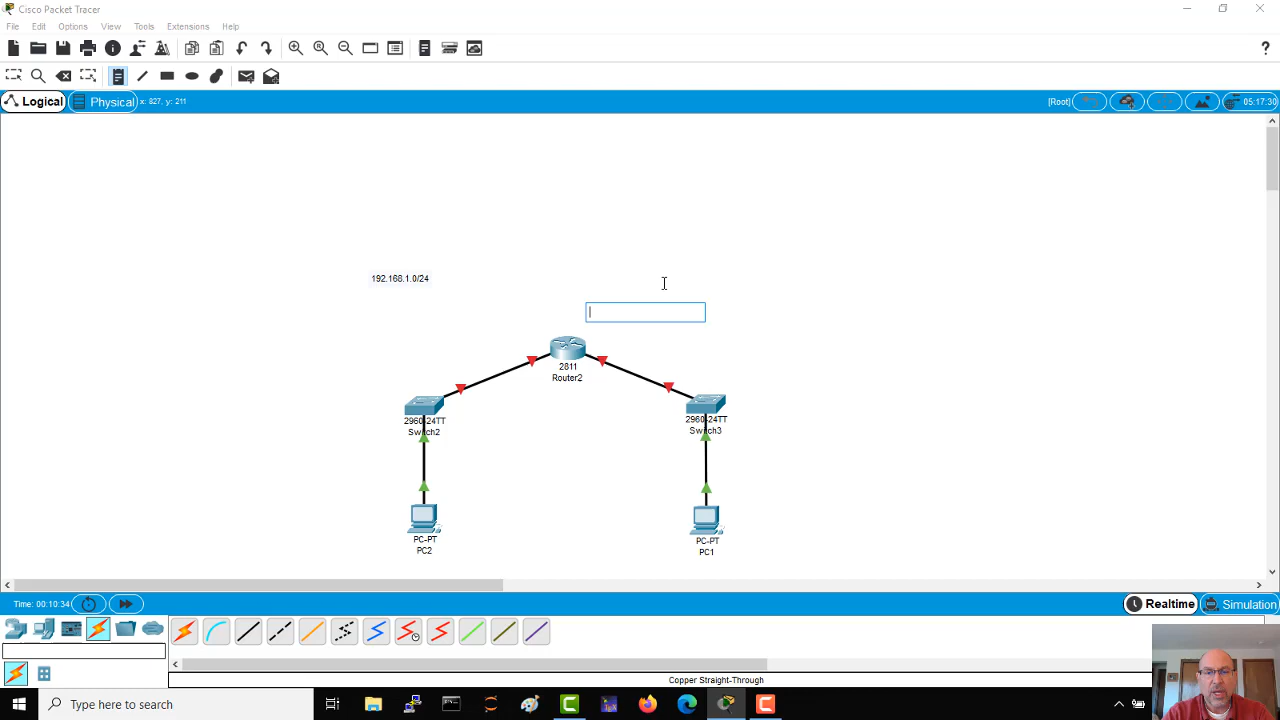 Cisco Packet Tracer
File Edit Options View Tools Extensions Help
Logical Physical x: 827, y: 211 [Root] 05:17:30
192.168.1.0/24
2811
Router2
2960-24TT
Switch2
2960-24TT
Switch3
PC-PT
PC2
PC-PT
PC1
Time: 00:10:34 Realtime Simulation
Copper Straight-Through
Type here to search